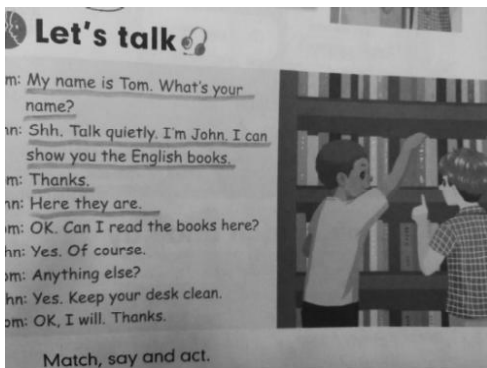 Let's talk
m: My name is Tom. What's your
name?
hn: Shh. Talk quietly. I'm John. I can
show you the English books.
m: Thanks.
hn: Here they are.
om: OK. Can I read the books here?
hn: Yes. Of course.
om: Anything else?
hn: Yes. Keep your desk clean.
om: OK, I will. Thanks.
Match, say and act.